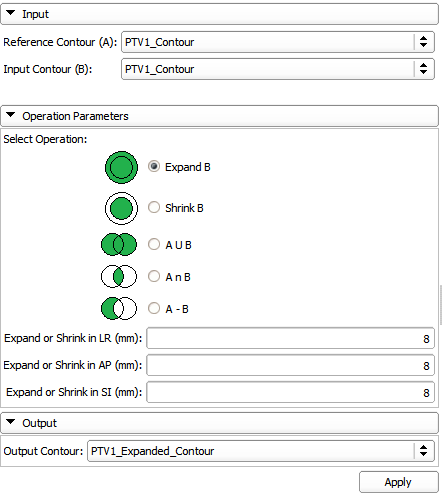 Input
Reference Contour (A): PTV1_Contour
Input Contour (B): PTV1_Contour
Operation Parameters
Select Operation:
Expand B
Shrink B
A U B
A n B
A - B
Expand or Shrink in LR (mm): 8
Expand or Shrink in AP (mm): 8
Expand or Shrink in SI (mm): 8
Output
Output Contour: PTV1_Expanded_Contour
Apply